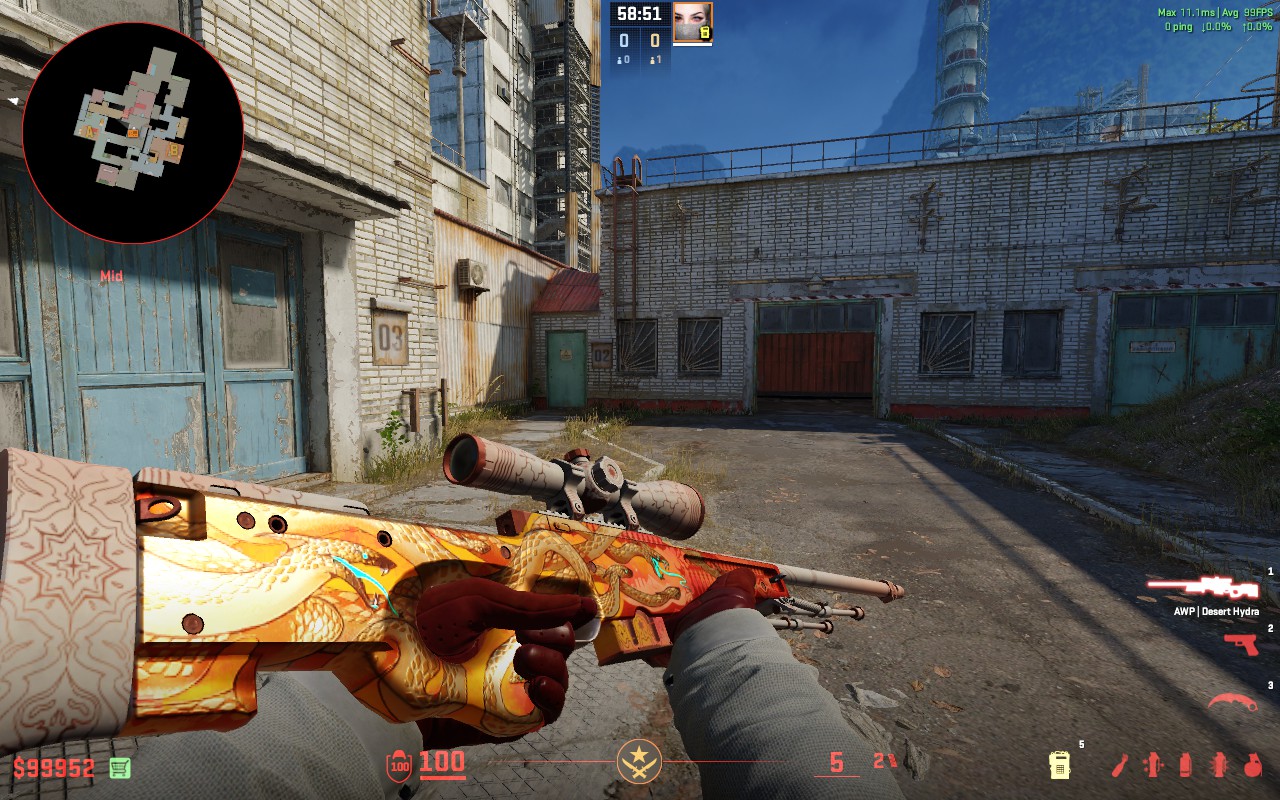 58:51
0 0
0 1
Max 11.1ms | Avg 99FPS
0 ping ↓0.0% ↑0.0%
A
B
Mid
03
02
1
AWP | Desert Hydra
2
3
5
$99952
100
100
5
2